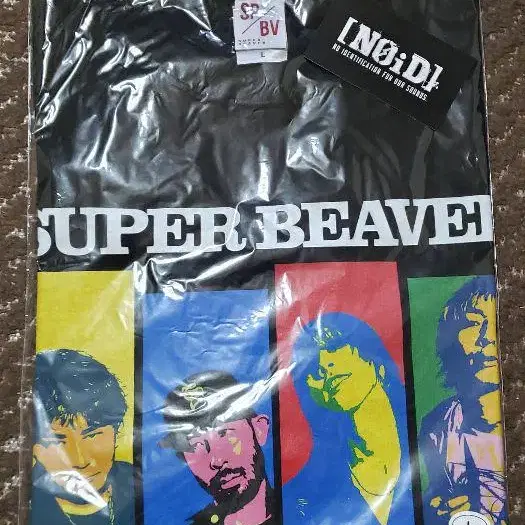 SP
BV
L
[NØiD]
NO IDENTIFICATION FOR OUR SOUNDS.
SUPER BEAVER